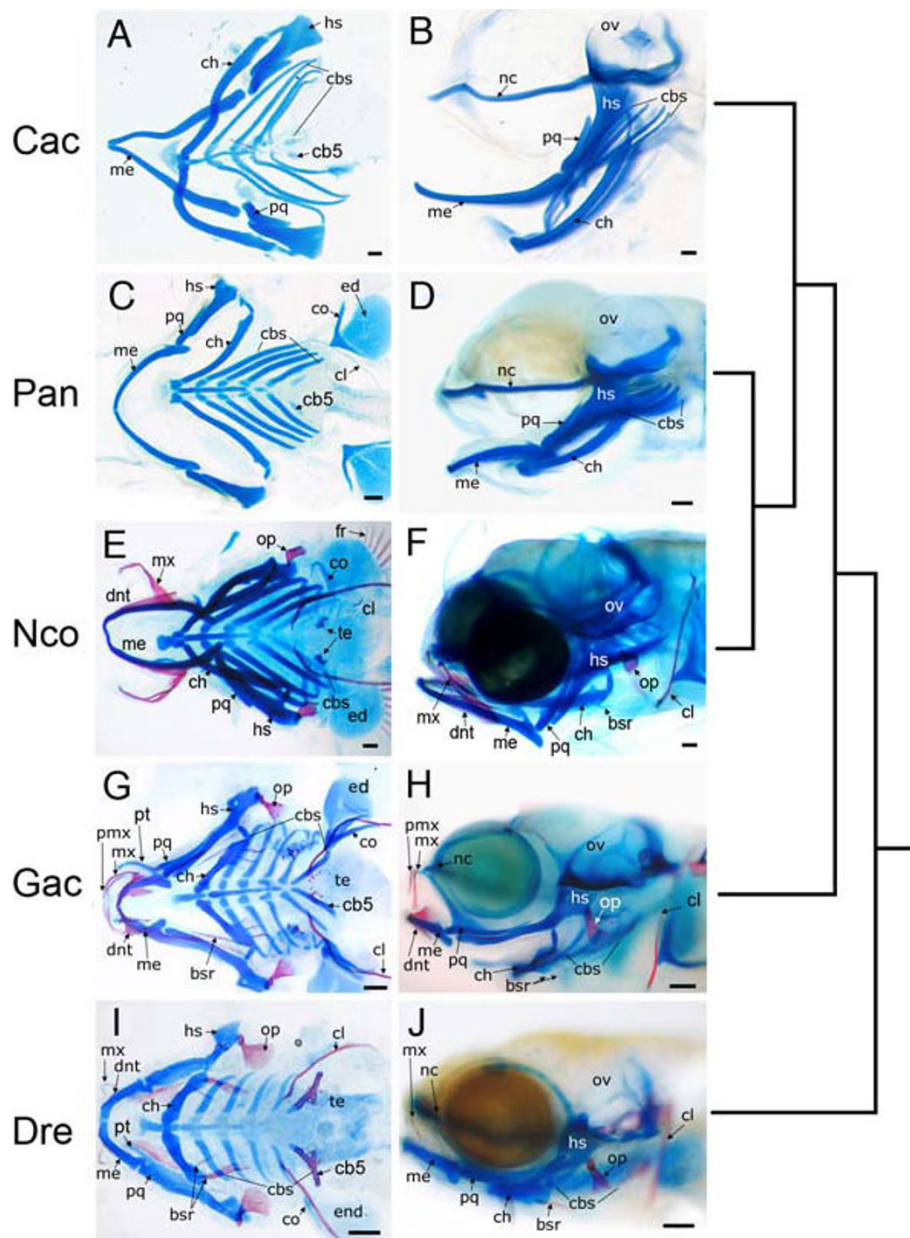 A
hs
ch
cbs
cb5
me
pq
B
ov
nc
hs
cbs
pq
me
ch
Cac
C
hs
pq
me
ch
cbs
co
ed
cl
cb5
D
ov
nc
hs
pq
cbs
me
ch
Pan
E
mx
dnt
op
fr
co
cl
me
te
ch
pq
hs
cbs
ed
F
ov
hs
op
mx
dnt
me
pq
ch
bsr
cl
Nco
G
hs
op
ed
pt
pmx
mx
pq
cbs
co
ch
te
cb5
dnt
me
bsr
cl
H
pmx
mx
nc
ov
hs
op
cl
dnt
me
pq
ch
bsr
cbs
Gac
I
hs
op
cl
mx
dnt
ch
te
pt
me
pq
bsr
cbs
cb5
co
end
J
mx
nc
ov
cl
hs
op
me
pq
ch
cbs
bsr
Dre